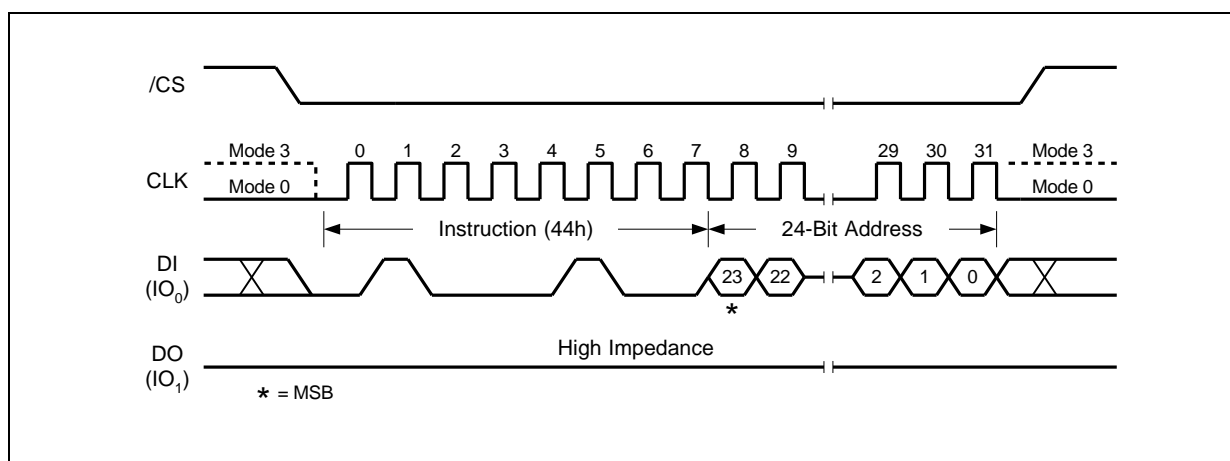 /CS
Mode 3 0 1 2 3 4 5 6 7 8 9 29 30 31 Mode 3
CLK
Mode 0 Mode 0
Instruction (44h) 24-Bit Address
DI
(IO0)
23 22 2 1 0
*
High Impedance
DO
(IO1)
* = MSB